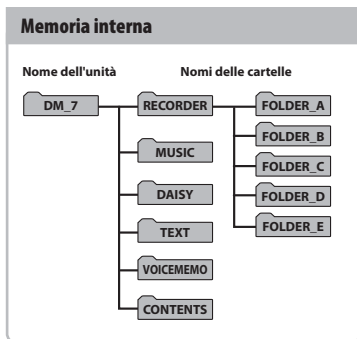 Memoria interna
Nome dell'unità Nomi delle cartelle
DM_7 RECORDER FOLDER_A
FOLDER_B
MUSIC
FOLDER_C
DAISY
FOLDER_D
TEXT
FOLDER_E
VOICEMEMO
CONTENTS